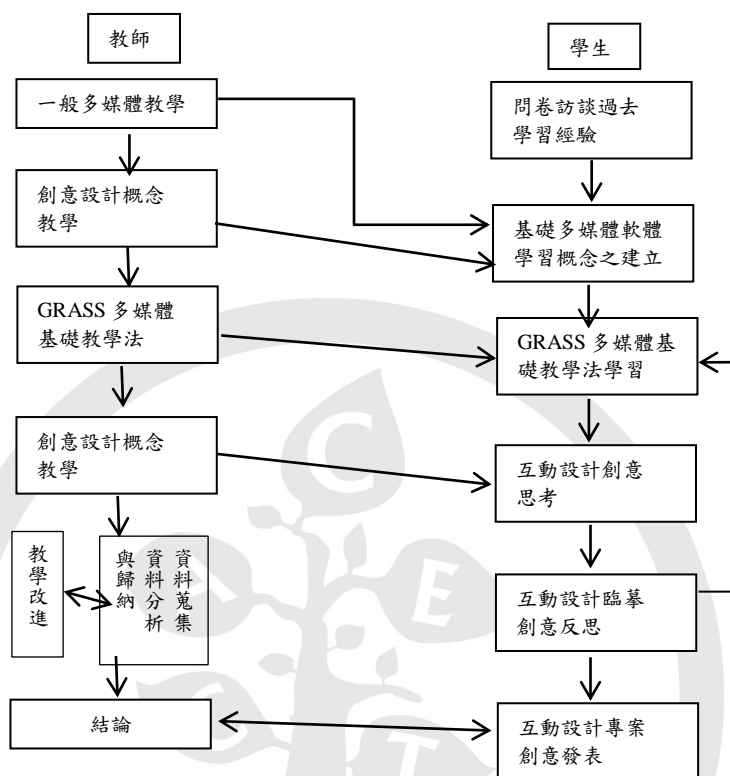 教師
學生
一般多媒體教學
問卷訪談過去
學習經驗
創意設計概念
教學
基礎多媒體軟體
學習概念之建立
GRASS 多媒體
基礎教學法
GRASS 多媒體基
礎教學法學習
創意設計概念
教學
互動設計創意
思考
教學改進
資料蒐集
資料分析
與歸納
互動設計臨摹
創意反思
結論
互動設計專案
創意發表
C
A
E
C
T